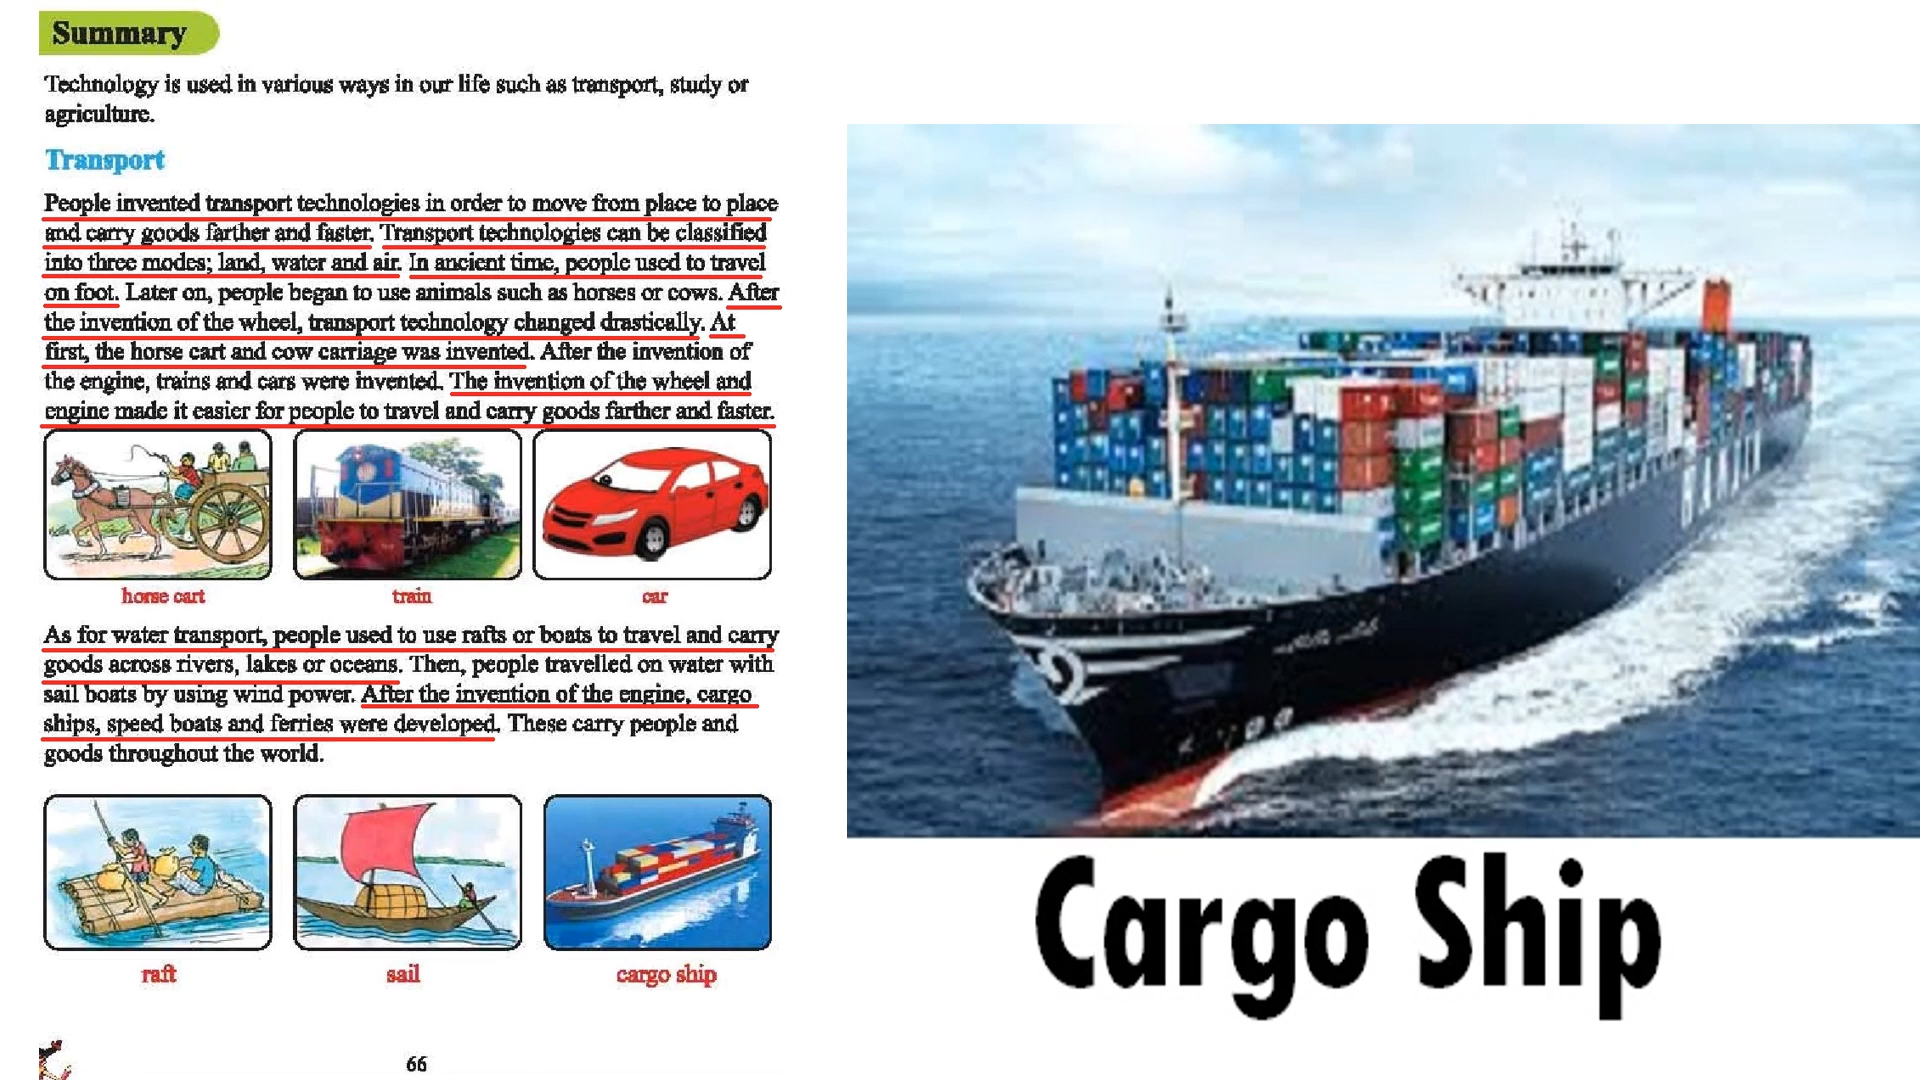 Summary
Technology is used in various ways in our life such as transport, study or
agriculture.
Transport
People invented transport technologies in order to move from place to place
and carry goods farther and faster. Transport technologies can be classified
into three modes; land, water and air. In ancient time, people used to travel
on foot. Later on, people began to use animals such as horses or cows. After
the invention of the wheel, transport technology changed drastically. At
first, the horse cart and cow carriage was invented. After the invention of
the engine, trains and cars were invented. The invention of the wheel and
engine made it easier for people to travel and carry goods farther and faster.
horse cart
train
car
As for water transport, people used to use rafts or boats to travel and carry
goods across rivers, lakes or oceans. Then, people travelled on water with
sail boats by using wind power. After the invention of the engine, cargo
ships, speed boats and ferries were developed. These carry people and
goods throughout the world.
raft
sail
cargo ship
66
Cargo Ship